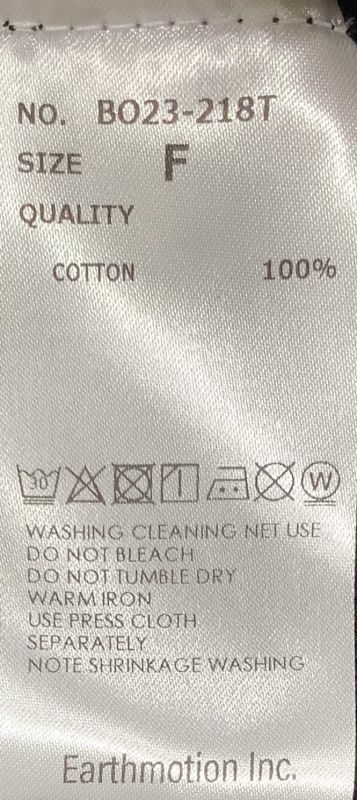 NO. BO23-218T
SIZE F
QUALITY
COTTON 100%
30 W
WASHING CLEANING NET USE
DO NOT BLEACH
DO NOT TUMBLE DRY
WARM IRON
USE PRESS CLOTH
SEPARATELY
NOTE SHRINKAGE WASHING
Earthmotion Inc.